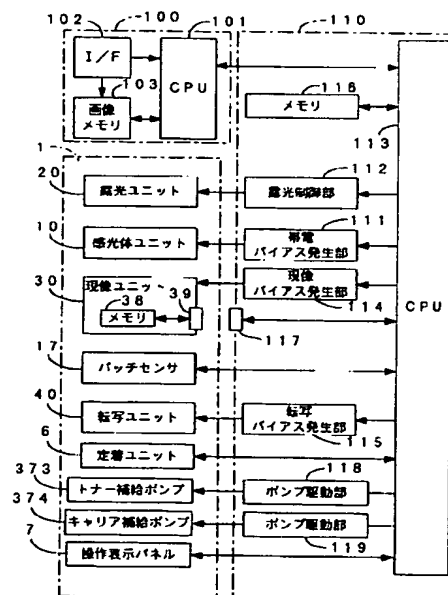 102
100
101
110
I/F
103
CPU
画像
メモリ
メモリ
116
113
1
20
露光ユニット
露光制御部
112
10
感光体ユニット
帯電
バイアス発生部
111
30
現像ユニット
38
39
メモリ
現像
バイアス発生部
114
117
CPU
17
パッチセンサ
40
転写ユニット
転写
バイアス発生部
115
6
定着ユニット
373
トナー補給ポンプ
ポンプ駆動部
118
374
キャリア補給ポンプ
ポンプ駆動部
119
7
操作表示パネル